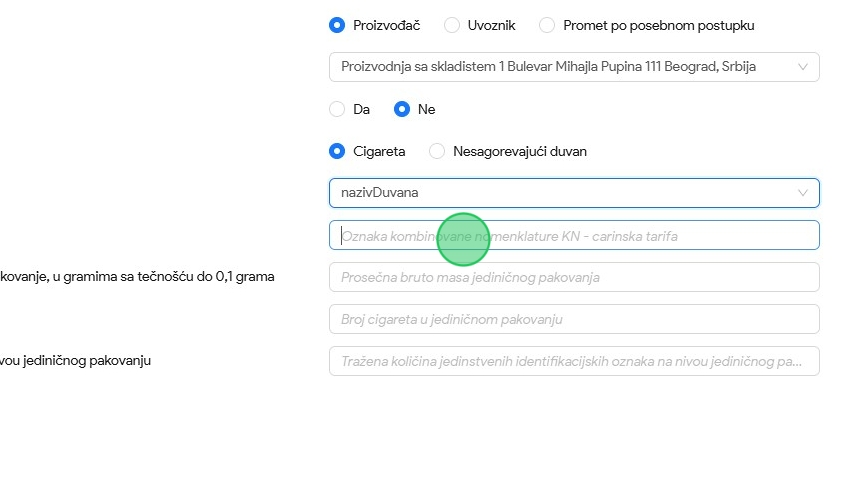 Proizvođač Uvoznik Promet po posebnom postupku
Proizvodnja sa skladistem 1 Bulevar Mihajla Pupina 111 Beograd, Srbija
Da Ne
Cigareta Nesagorevajući duvan
nazivDuvana
Oznaka kombinovane nomenklature KN - carinska tarifa
kovanje, u gramima sa tečnošću do 0,1 grama Prosečna bruto masa jediničnog pakovanja
Broj cigareta u jediničnom pakovanju
vou jediničnog pakovanju Tražena količina jedinstvenih identifikacijskih oznaka na nivou jediničnog pa...